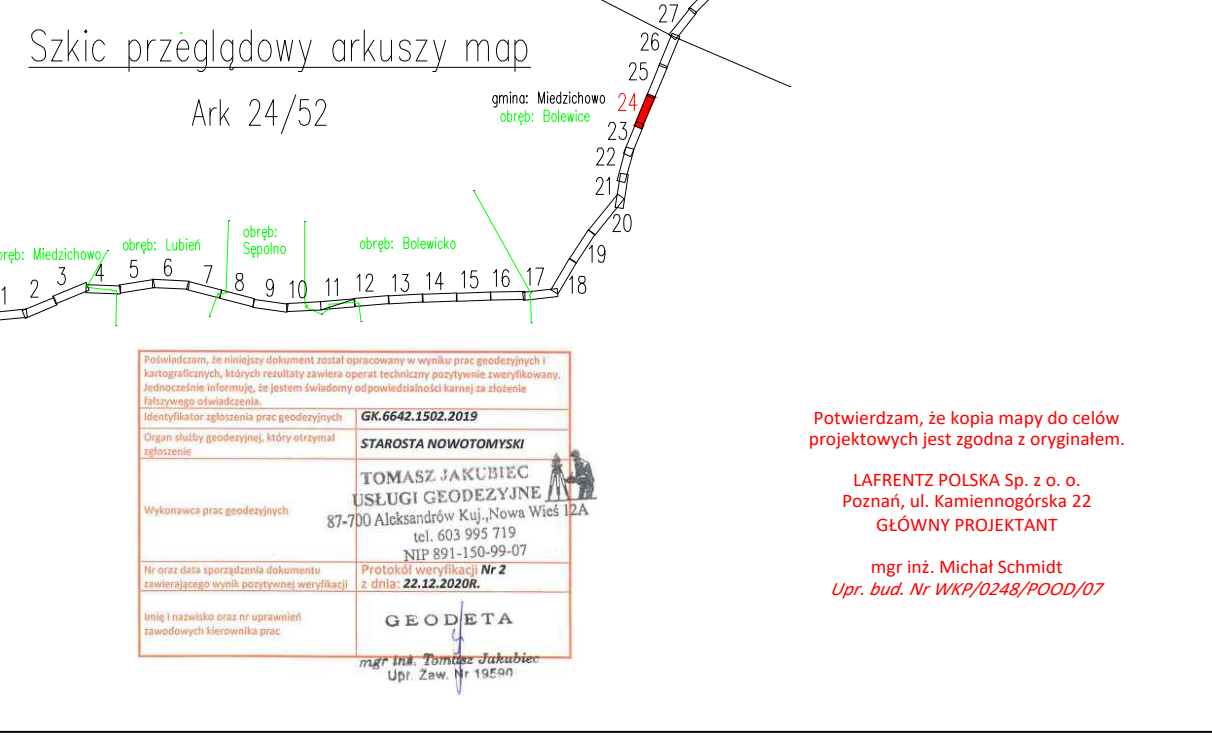 Szkic przeglądowy arkuszy map
Ark 24/52
27
26
25
gmina: Miedzichowo
obręb: Bolewice
24
23
22
21
20
19
18
obręb: Lubień
obręb:
Sępolno
obręb: Bolewicko
Miedzichowo
1
2
3
4
5
6
7
8
9
10
11
12
13
14
15
16
17
Poświadczam, że niniejszy dokument został opracowany w wyniku prac geodezyjnych i
kartograficznych, których rezultaty zawiera operat techniczny pozytywnie zweryfikowany.
Jednocześnie informuję, że jestem świadomy odpowiedzialności karnej za złożenie
fałszywego oświadczenia.
Identyfikator zgłoszenia prac geodezyjnych
GK.6642.1502.2019
Organ służby geodezyjnej, który otrzymał
zgłoszenie
STAROSTA NOWOTOMYSKI
Wykonawca prac geodezyjnych
TOMASZ JAKUBIEC
USŁUGI GEODEZYJNE
87-700 Aleksandrów Kuj.,Nowa Wieś 12A
tel. 603 995 719
NIP 891-150-99-07
Nr oraz data sporządzenia dokumentu
zawierającego wynik pozytywnej weryfikacji
Protokół weryfikacji Nr 2
z dnia: 22.12.2020R.
Imię i nazwisko oraz nr uprawnień
zawodowych kierownika prac
GEODETA
mgr inż. Tomasz Jakubiec
Upr. Zaw. Nr 19590
Potwierdzam, że kopia mapy do celów
projektowych jest zgodna z oryginałem.
LAFRENTZ POLSKA Sp. z o. o.
Poznań, ul. Kamiennogórska 22
GŁÓWNY PROJEKTANT
mgr inż. Michał Schmidt
Upr. bud. Nr WKP/0248/POOD/07